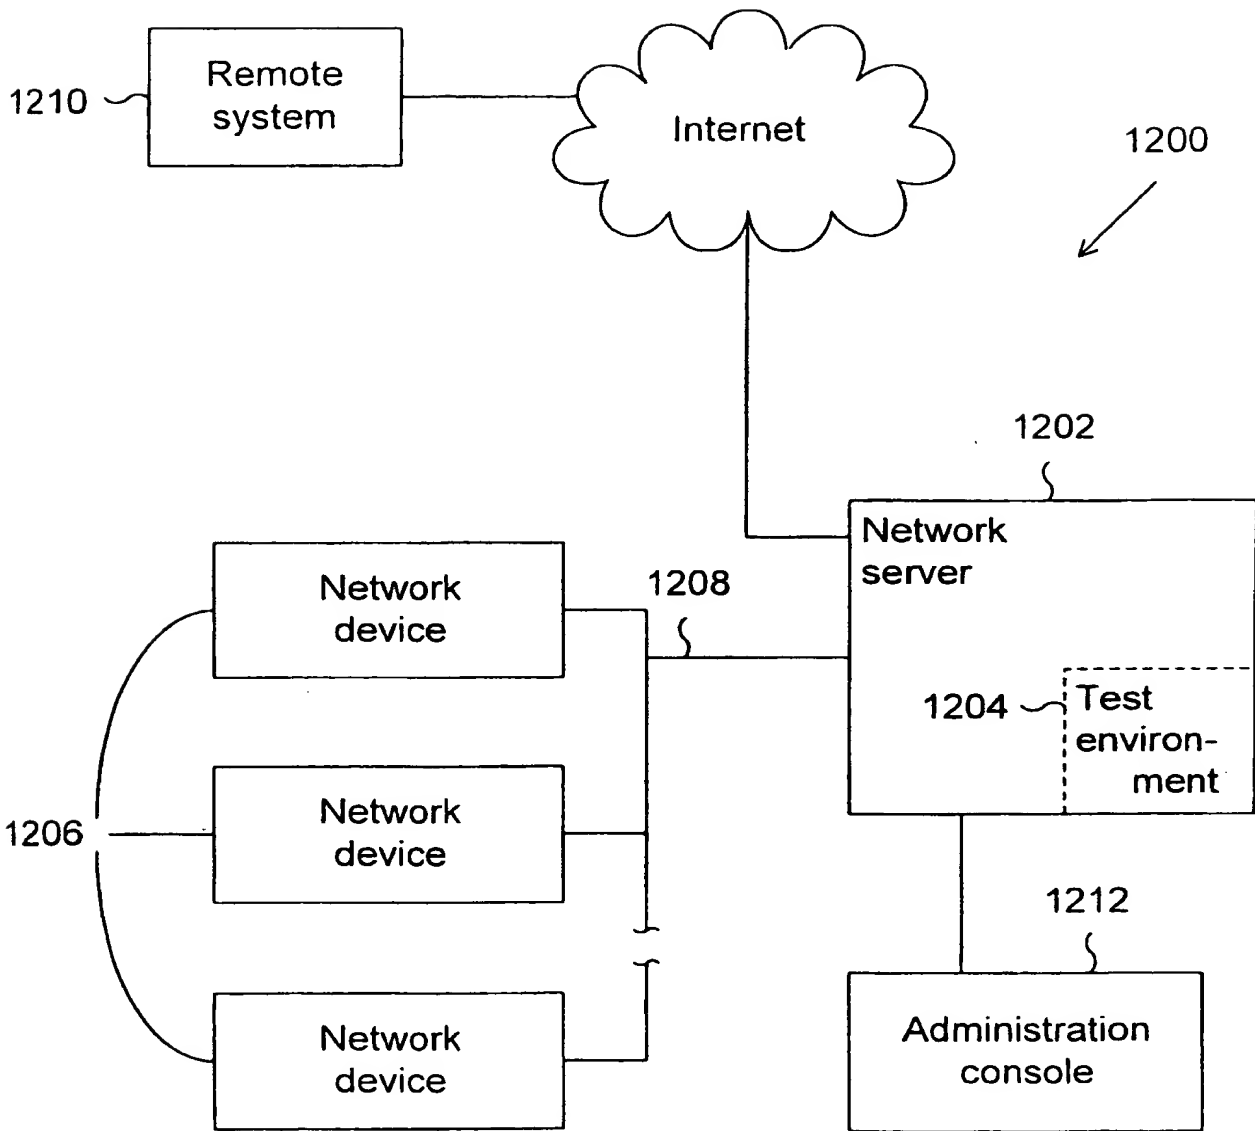 Remote
system
1210
Internet
1200
1202
Network
server
Network
device
1208
1204
Test
environ-
ment
Network
device
1206
1212
Network
device
Administration
console